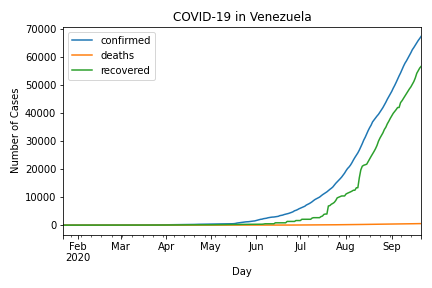 COVID-19 in Venezuela
confirmed
deaths
recovered
70000
60000
50000
40000
30000
20000
10000
0
Number of Cases
Feb
2020
Mar
Apr
May
Jun
Jul
Aug
Sep
Day